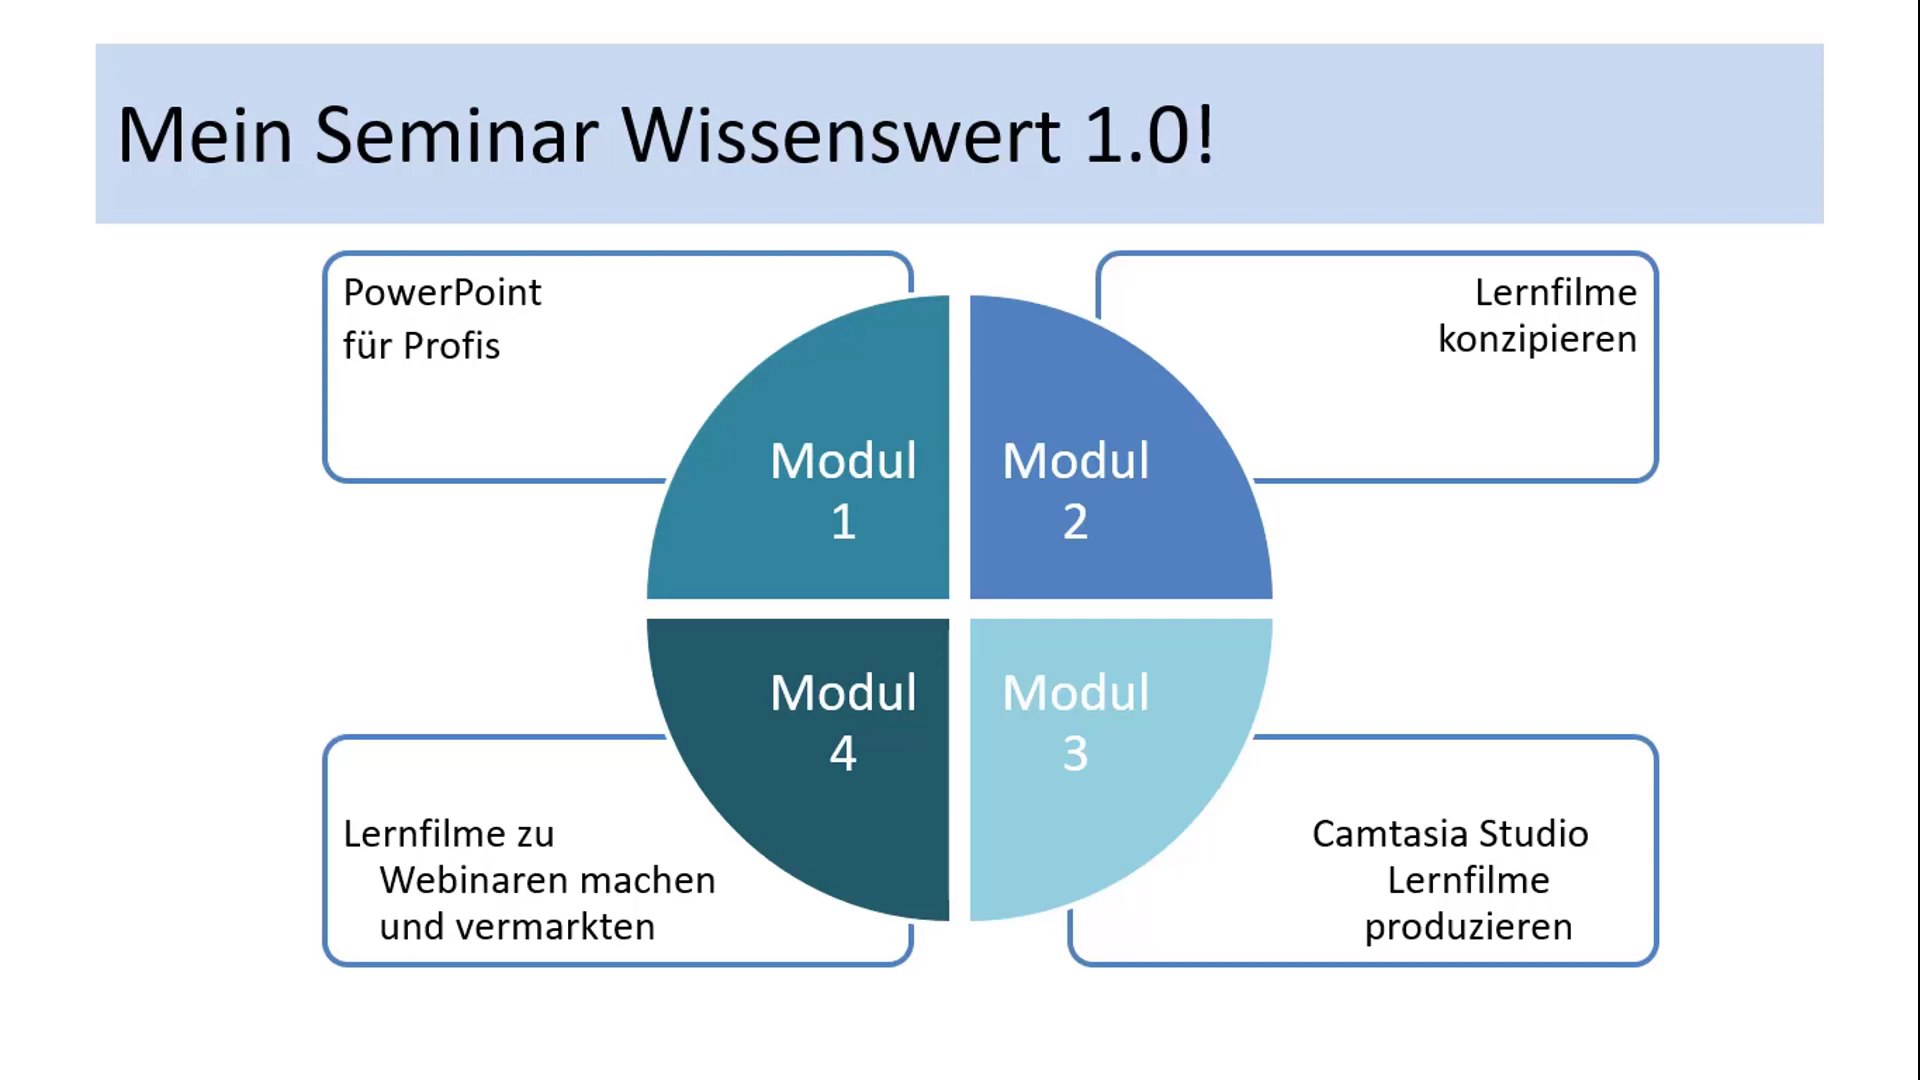 Mein Seminar Wissenswert 1.0!
PowerPoint
für Profis
Lernfilme
konzipieren
Modul
1
Modul
2
Modul
4
Modul
3
Lernfilme zu
Webinaren machen
und vermarkten
Camtasia Studio
Lernfilme
produzieren